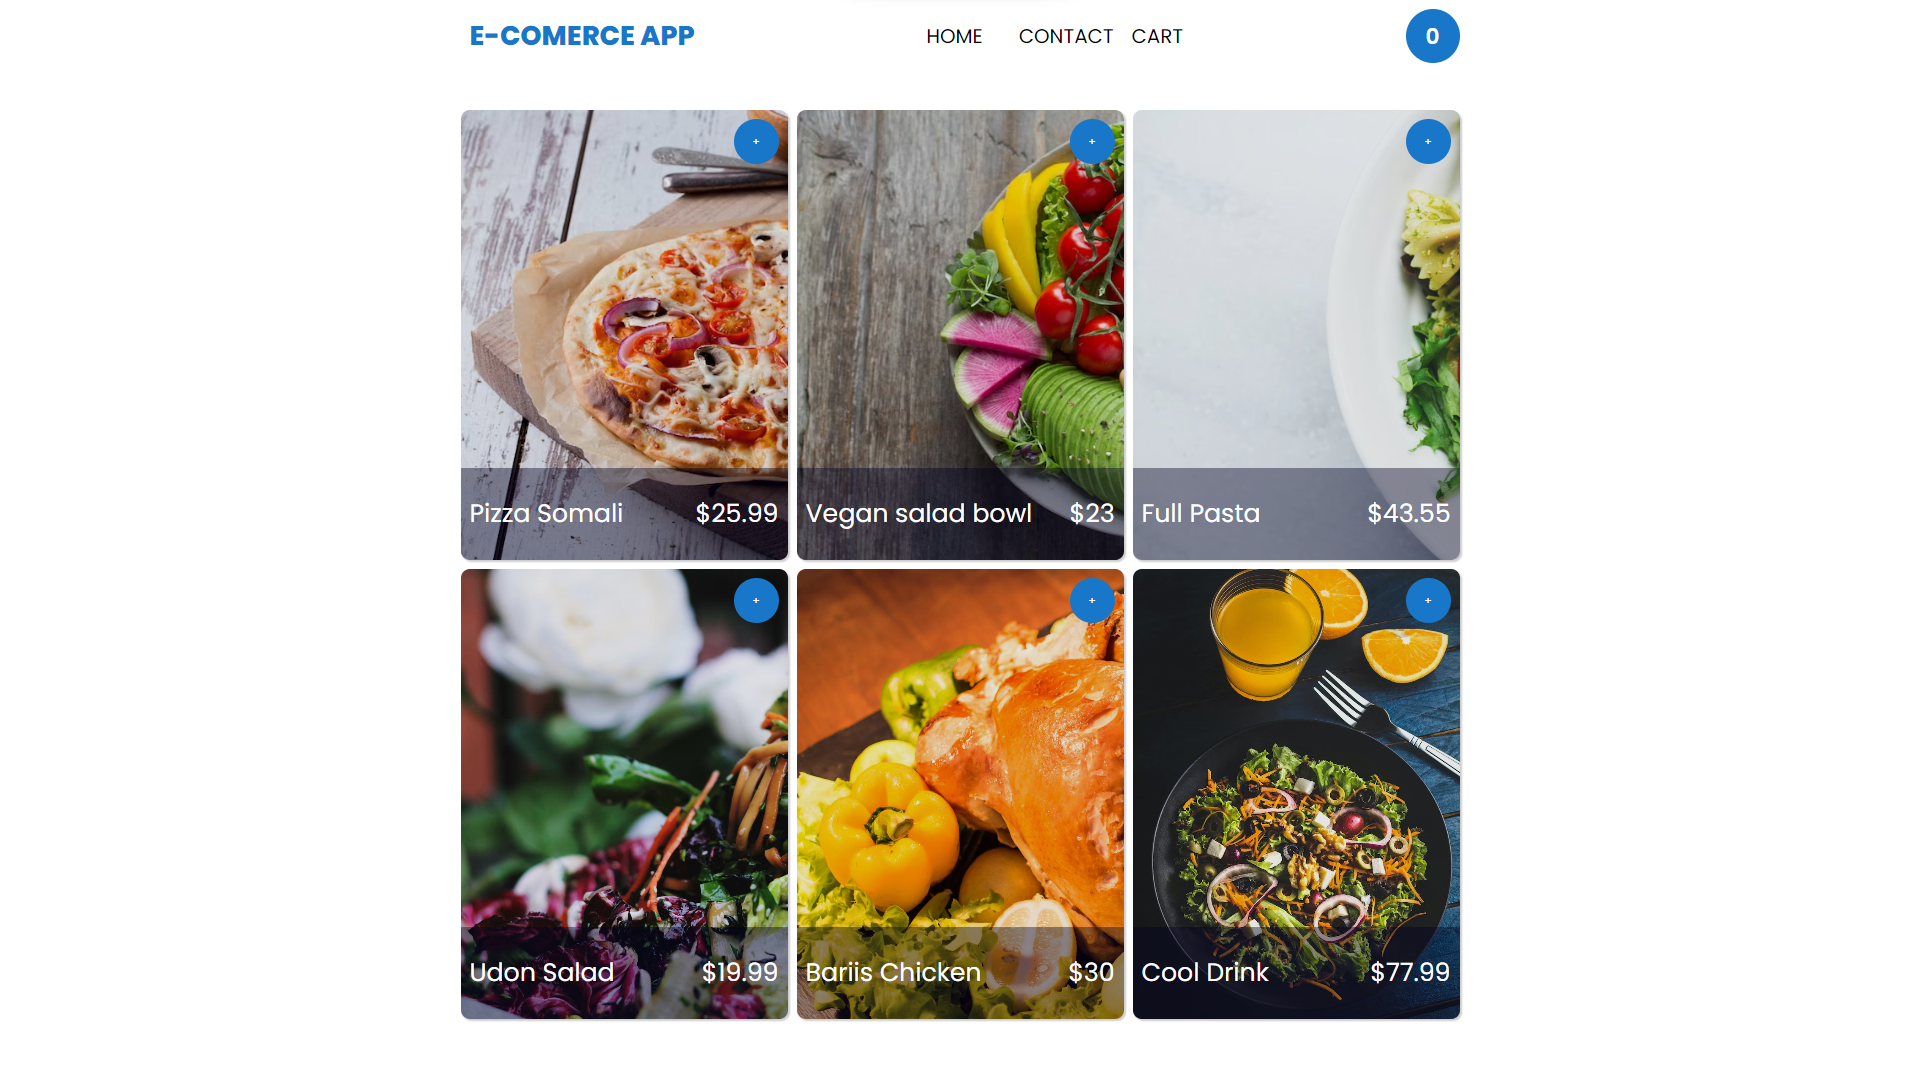 E-COMERCE APP HOME CONTACT CART 0
+ + +
Pizza Somali $25.99 Vegan salad bowl $23 Full Pasta $43.55
+ + +
Udon Salad $19.99 Bariis Chicken $30 Cool Drink $77.99